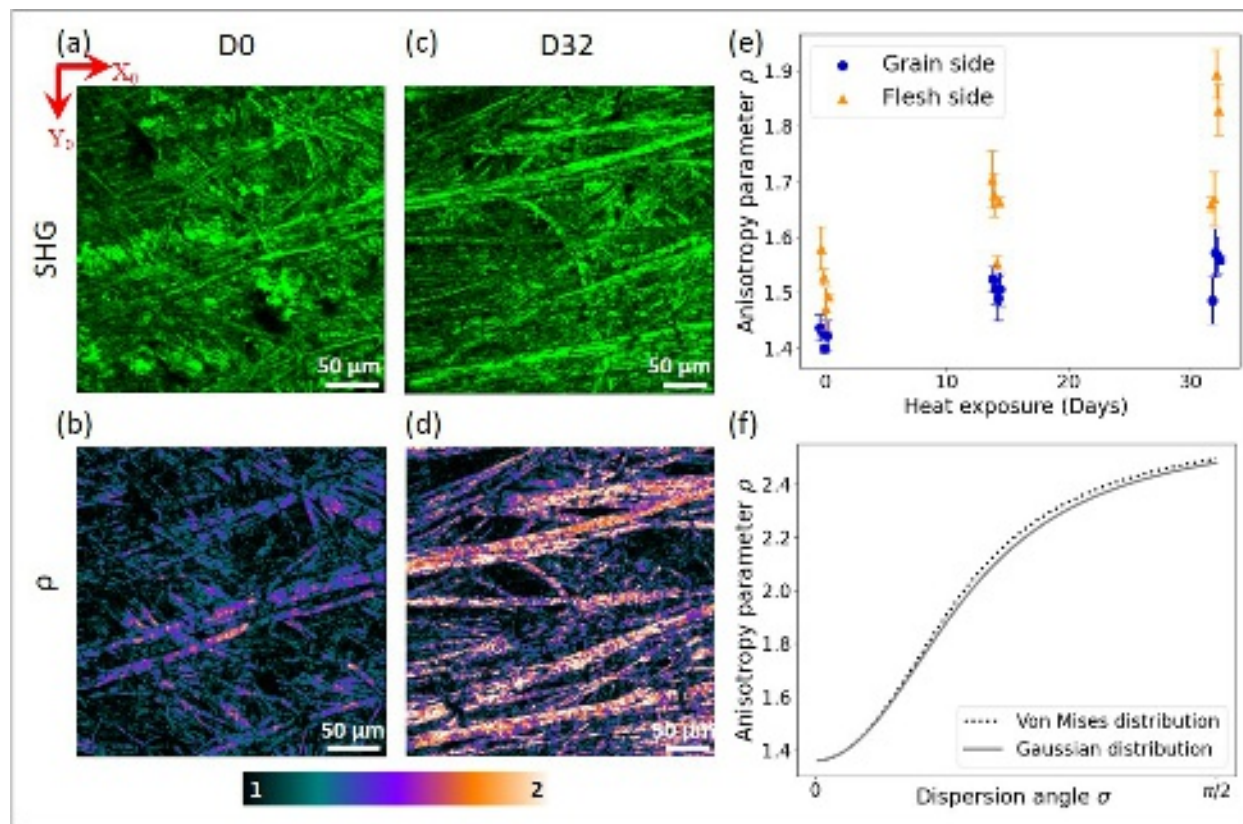 (a) D0
(c) D32
X₀
Y₀
SHG
50 μm
50 μm
(b)
(d)
ρ
50 μm
50 μm
1 2
(e)
Grain side
Flesh side
Anisotropy parameter ρ
1.9
1.8
1.7
1.6
1.5
1.4
0 10 20 30
Heat exposure (Days)
(f)
Anisotropy parameter ρ
2.4
2.2
2.0
1.8
1.6
1.4
Von Mises distribution
Gaussian distribution
0 π/2
Dispersion angle σ